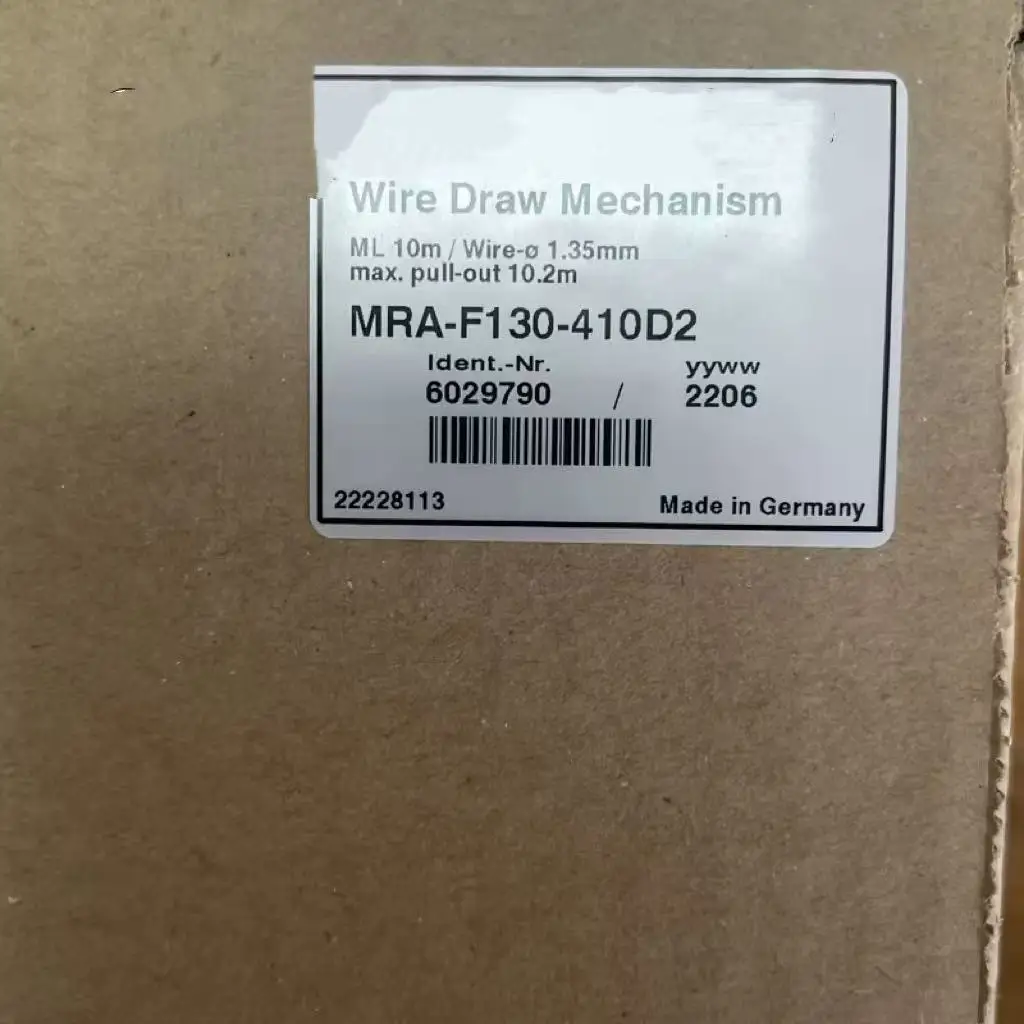 Wire Draw Mechanism
ML 10m / Wire-ø 1.35mm
max. pull-out 10.2m
MRA-F130-410D2
Ident.-Nr. yyww
6029790 / 2206
22228113 Made in Germany